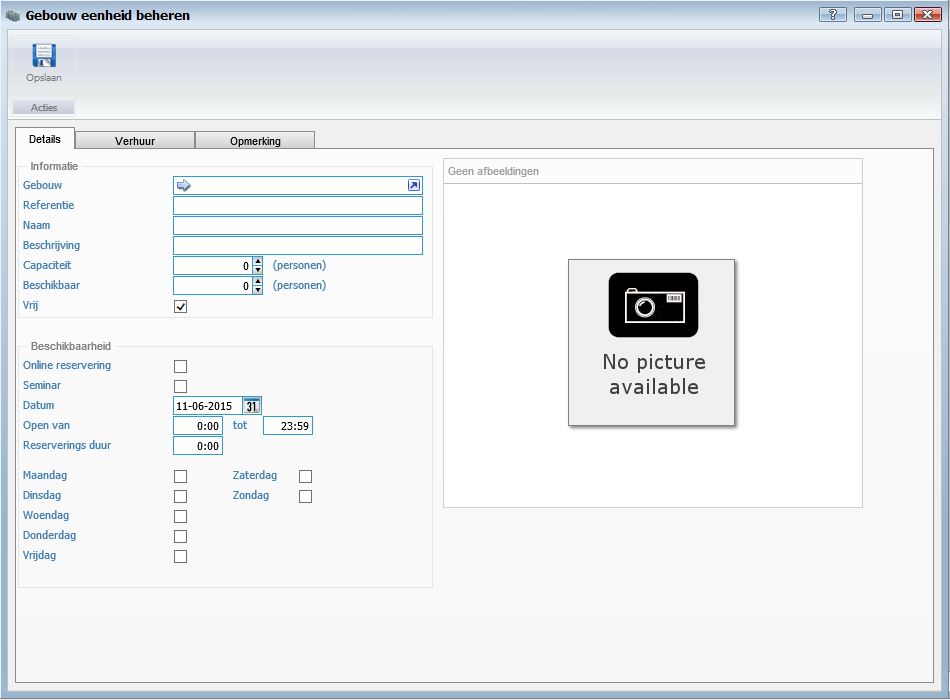 Gebouw eenheid beheren
?
Opslaan
Acties
Details Verhuur Opmerking
Informatie
Gebouw
Referentie
Naam
Beschrijving
Capaciteit 0 (personen)
Beschikbaar 0 (personen)
Vrij
Beschikbaarheid
Online reservering
Seminar
Datum 11-06-2015 31
Open van 0:00 tot 23:59
Reserverings duur 0:00
Maandag Zaterdag
Dinsdag Zondag
Woendag
Donderdag
Vrijdag
Geen afbeeldingen
No picture
available